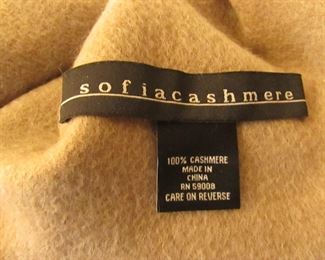 sofiacashmere
100% CASHMERE
MADE IN
CHINA
RN 59008
CARE ON REVERSE